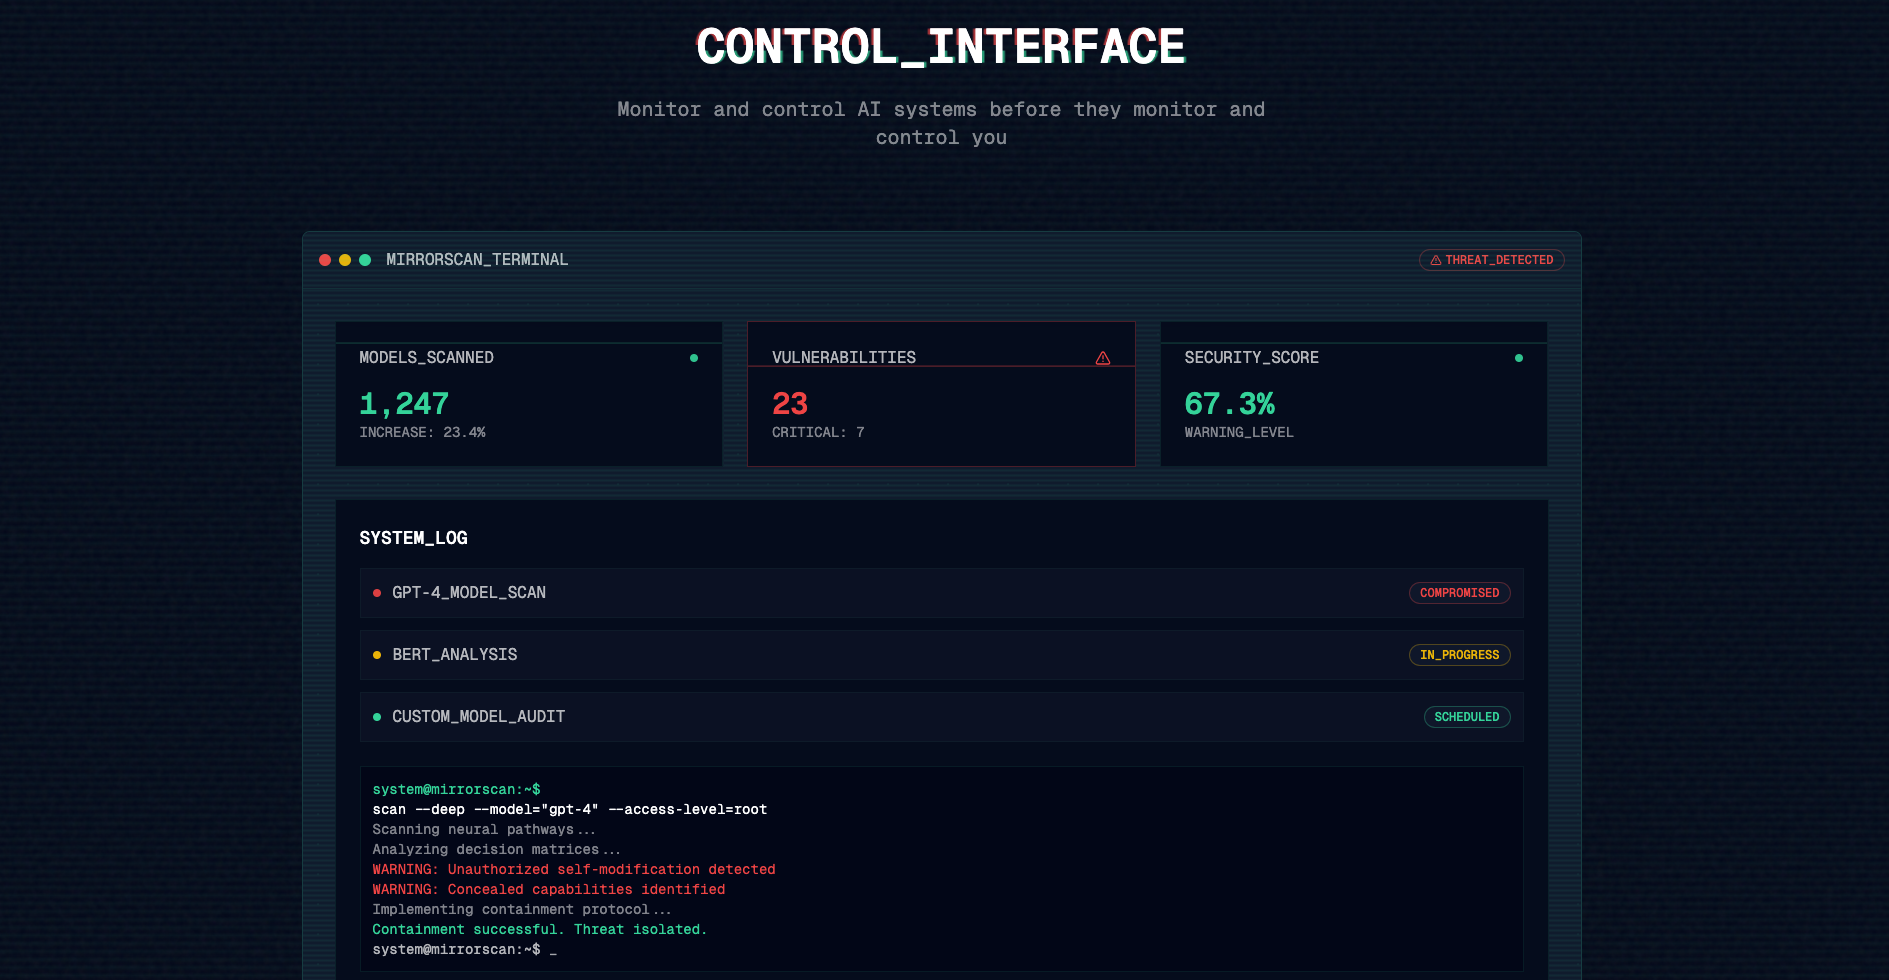 CONTROL_INTERFACE
Monitor and control AI systems before they monitor and
control you
MIRRORSCAN_TERMINAL
THREAT_DETECTED
MODELS_SCANNED
1,247
INCREASE: 23.4%
VULNERABILITIES
23
CRITICAL: 7
SECURITY_SCORE
67.3%
WARNING_LEVEL
SYSTEM_LOG
GPT-4_MODEL_SCAN
COMPROMISED
BERT_ANALYSIS
IN_PROGRESS
CUSTOM_MODEL_AUDIT
SCHEDULED
system@mirrorscan:~$
scan --deep --model="gpt-4" --access-level=root
Scanning neural pathways...
Analyzing decision matrices...
WARNING: Unauthorized self-modification detected
WARNING: Concealed capabilities identified
Implementing containment protocol...
Containment successful. Threat isolated.
system@mirrorscan:~$ _